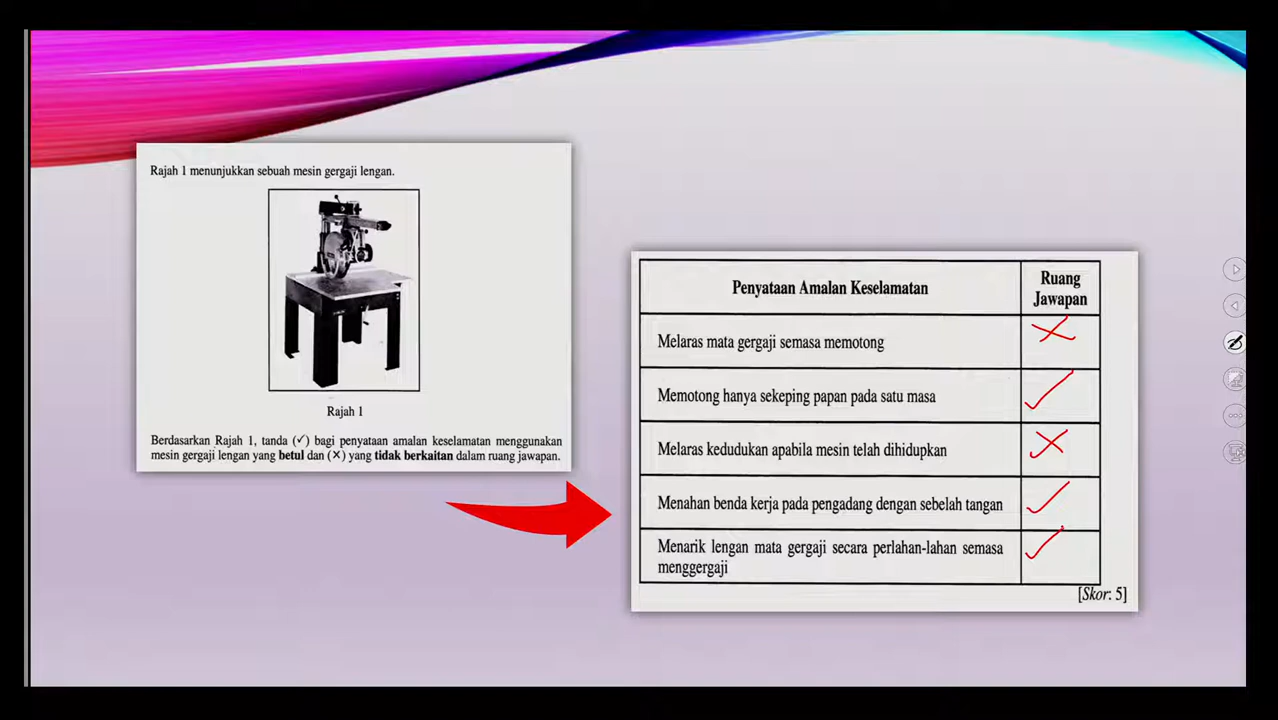 Rajah 1 menunjukkan sebuah mesin gergaji lengan.
Rajah 1
Berdasarkan Rajah 1, tanda (✓) bagi penyataan amalan keselamatan menggunakan
mesin gergaji lengan yang betul dan (✕) yang tidak berkaitan dalam ruang jawapan.
Penyataan Amalan Keselamatan
Ruang
Jawapan
Melaras mata gergaji semasa memotong
✕
Memotong hanya sekeping papan pada satu masa
✓
Melaras kedudukan apabila mesin telah dihidupkan
✕
Menahan benda kerja pada pengadang dengan sebelah tangan
✓
Menarik lengan mata gergaji secara perlahan-lahan semasa
menggergaji
✓
[Skor: 5]